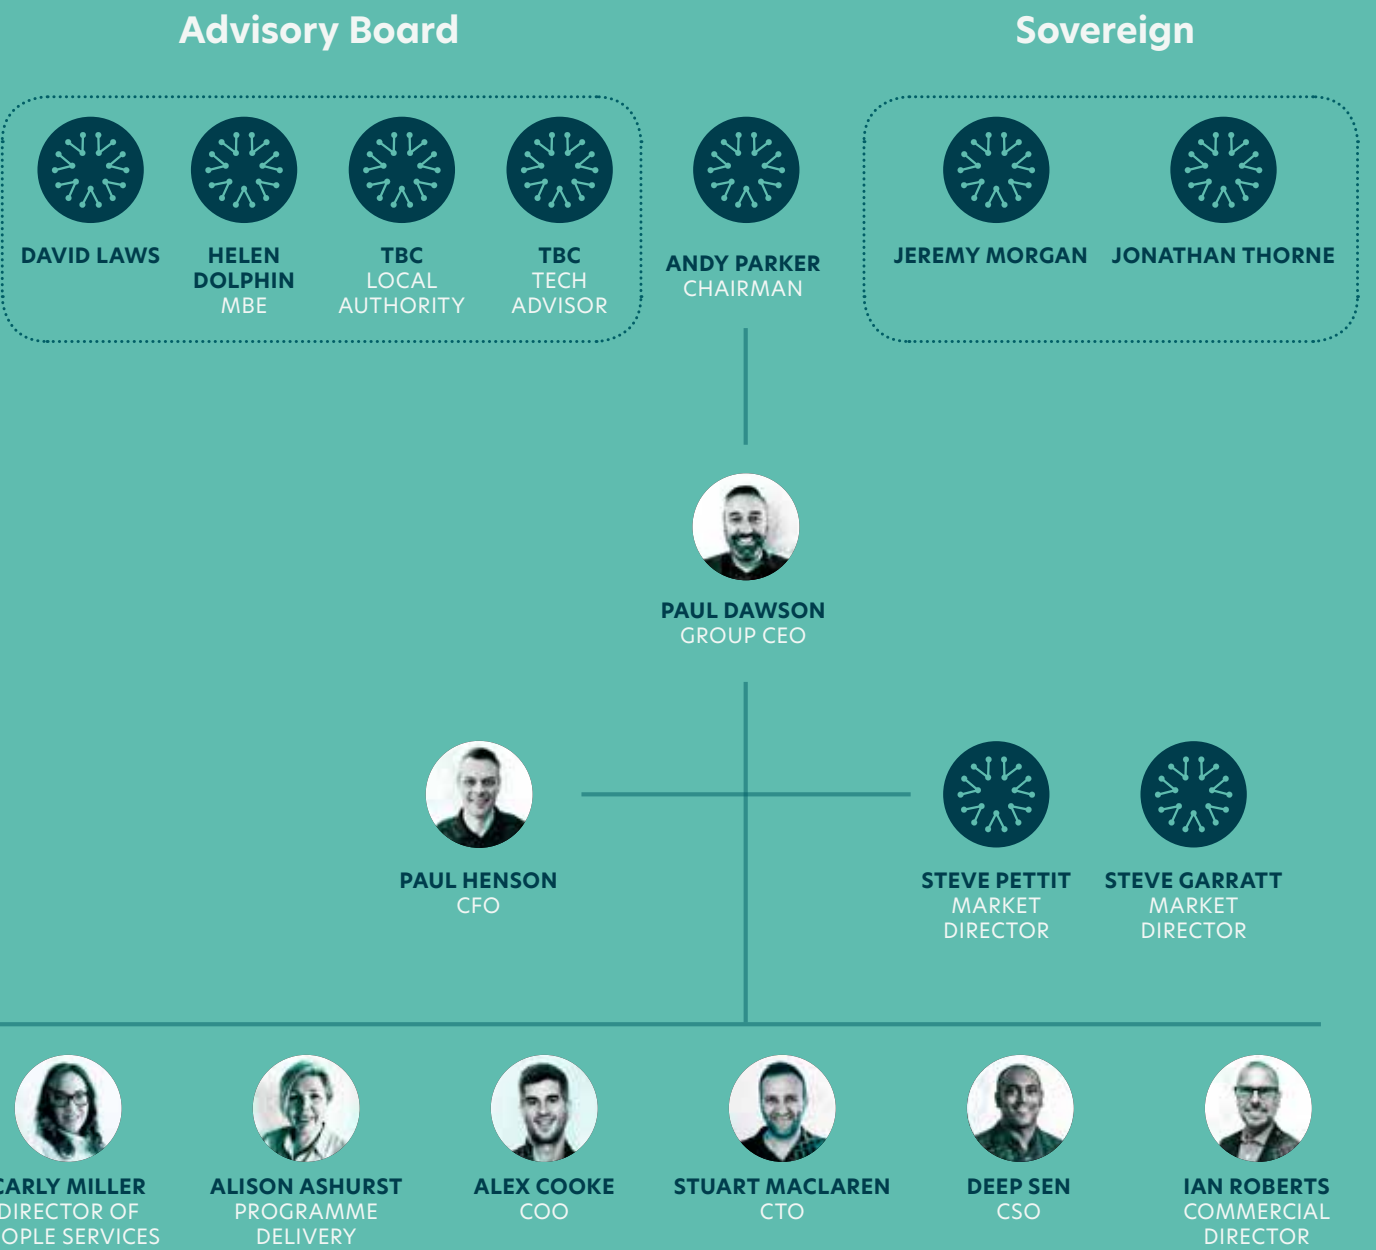 Advisory Board
Sovereign
DAVID LAWS
HELEN
DOLPHIN
MBE
TBC
LOCAL
AUTHORITY
TBC
TECH
ADVISOR
ANDY PARKER
CHAIRMAN
JEREMY MORGAN
JONATHAN THORNE
PAUL DAWSON
GROUP CEO
PAUL HENSON
CFO
STEVE PETTIT
MARKET
DIRECTOR
STEVE GARRATT
MARKET
DIRECTOR
CARLY MILLER
DIRECTOR OF
OPLE SERVICES
ALISON ASHURST
PROGRAMME
DELIVERY
ALEX COOKE
COO
STUART MACLAREN
CTO
DEEP SEN
CSO
IAN ROBERTS
COMMERCIAL
DIRECTOR